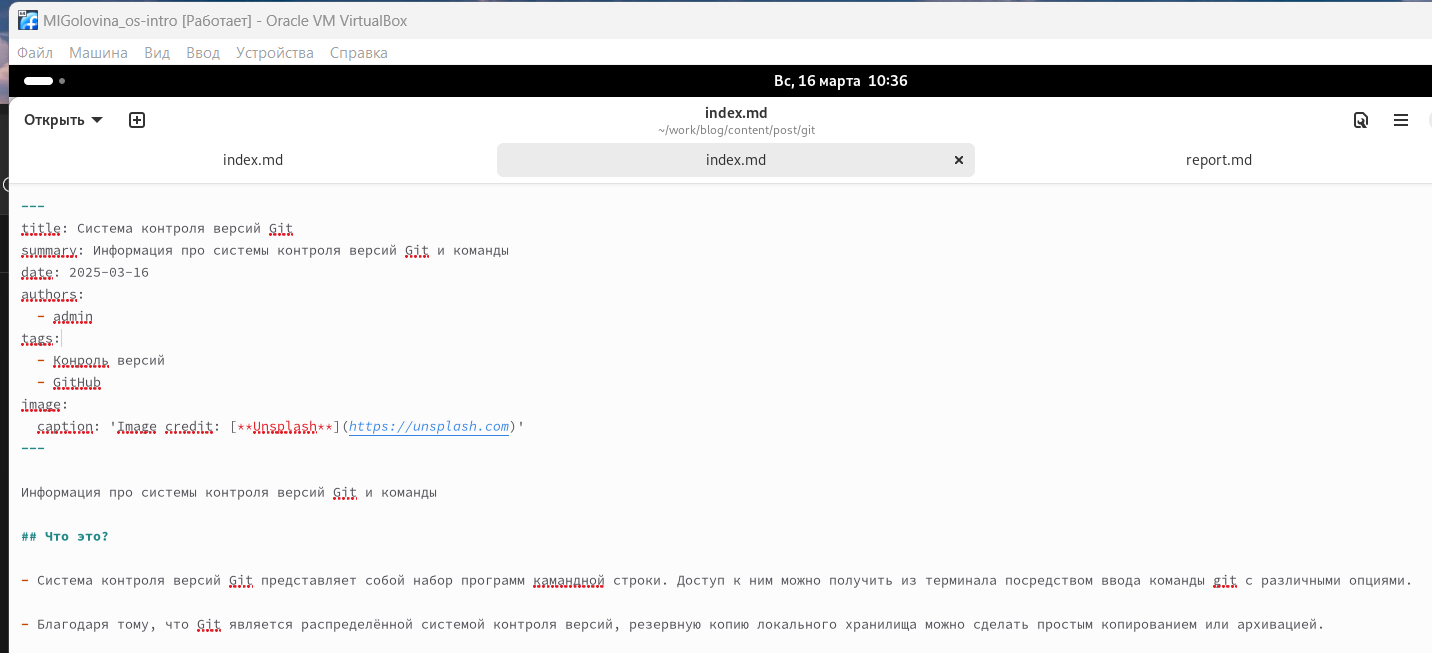 MIGolovina_os-intro [Работает] - Oracle VM VirtualBox
Файл Машина Вид Ввод Устройства Справка
Вс, 16 марта 10:36
Открыть
index.md
~/work/blog/content/post/git
index.md index.md report.md
---
title: Система контроля версий Git
summary: Информация про системы контроля версий Git и команды
date: 2025-03-16
authors:
- admin
tags:
- Конроль версий
- GitHub
image:
caption: 'Image credit: [**Unsplash**](https://unsplash.com)'
---
Информация про системы контроля версий Git и команды
## Что это?
- Система контроля версий Git представляет собой набор программ камандной строки. Доступ к ним можно получить из терминала посредством ввода команды git с различными опциями.
- Благодаря тому, что Git является распределённой системой контроля версий, резервную копию локального хранилища можно сделать простым копированием или архивацией.